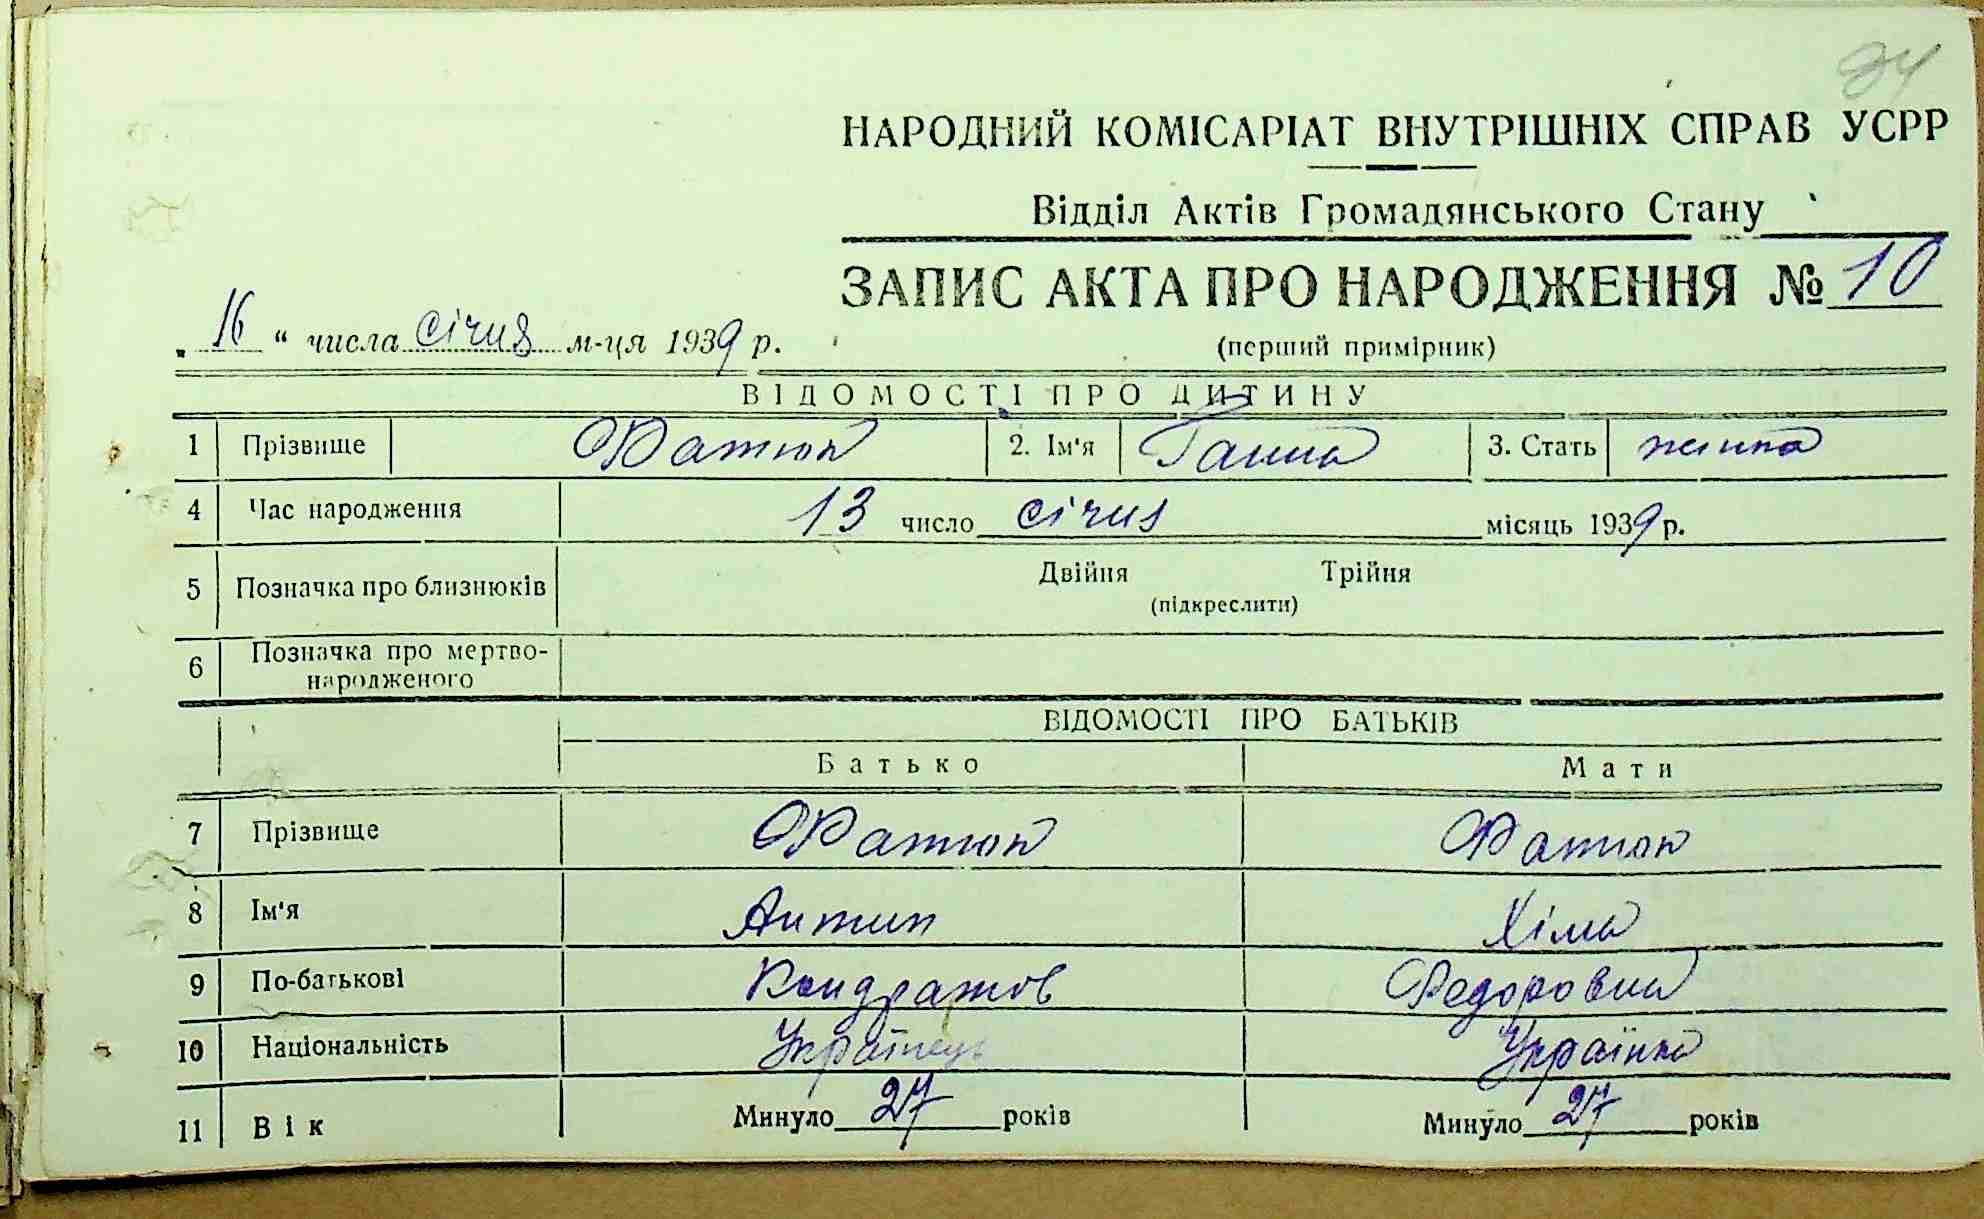 24
НАРОДНИЙ КОМІСАРІАТ ВНУТРІШНІХ СПРАВ УСРР
Відділ Актів Громадянського Стану
ЗАПИС АКТА ПРО НАРОДЖЕННЯ № 10
„16“ числа січня м-ця 1939 р.
(перший примірник)
ВІДОМОСТІ ПРО ДИТИНУ
1 Прізвище Фатюк 2. Ім'я Ганна 3. Стать жінка
4 Час народження 13 число січня місяць 1939 р.
5 Позначка про близнюків Двійня Трійня
(підкреслити)
6 Позначка про мертво-
народженого
ВІДОМОСТІ ПРО БАТЬКІВ
Батько Мати
7 Прізвище Фатюк Фатюк
8 Ім'я Антип Хіма
9 По-батькові Кондратов Федоровна
10 Національність Українець Українка
11 Вік Минуло 27 років Минуло 27 років